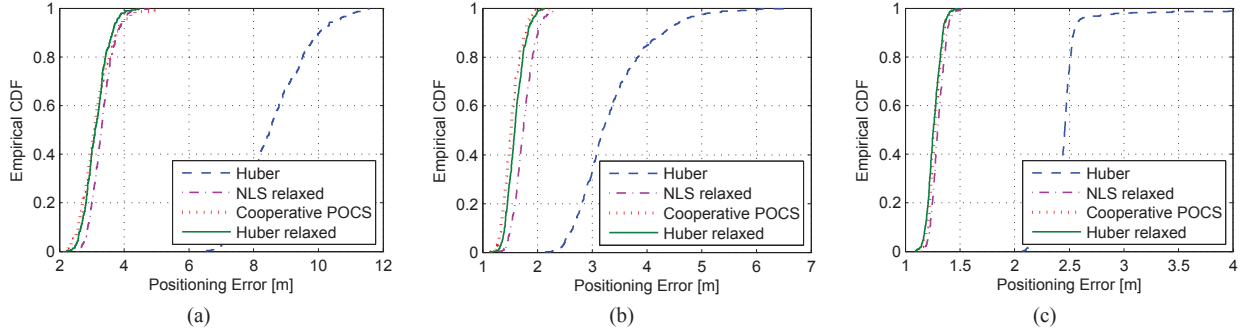 1
0.8
0.6
0.4
0.2
0
2 4 6 8 10 12
Empirical CDF
Positioning Error [m]
Huber
NLS relaxed
Cooperative POCS
Huber relaxed
(a)
1
0.8
0.6
0.4
0.2
0
1 2 3 4 5 6 7
Empirical CDF
Positioning Error [m]
Huber
NLS relaxed
Cooperative POCS
Huber relaxed
(b)
1
0.8
0.6
0.4
0.2
0
1 1.5 2 2.5 3 3.5 4
Empirical CDF
Positioning Error [m]
Huber
NLS relaxed
Cooperative POCS
Huber relaxed
(c)